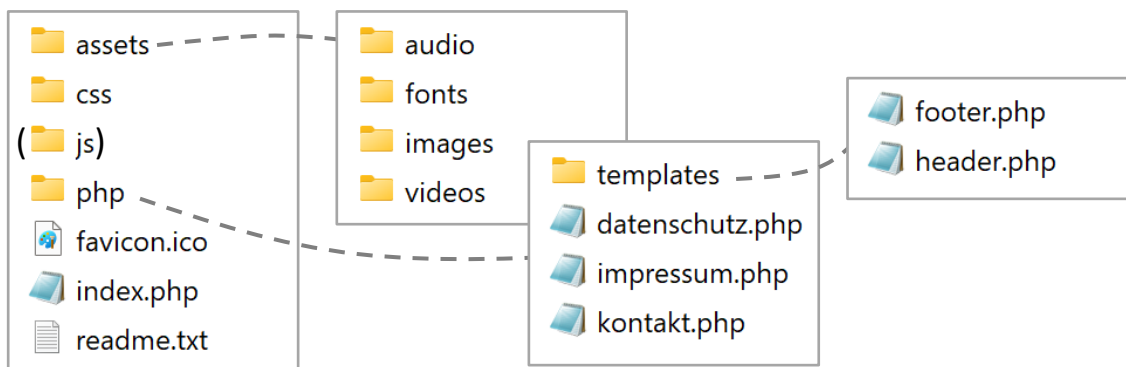 assets
css
(js)
php
favicon.ico
index.php
readme.txt
audio
fonts
images
videos
templates
datenschutz.php
impressum.php
kontakt.php
footer.php
header.php